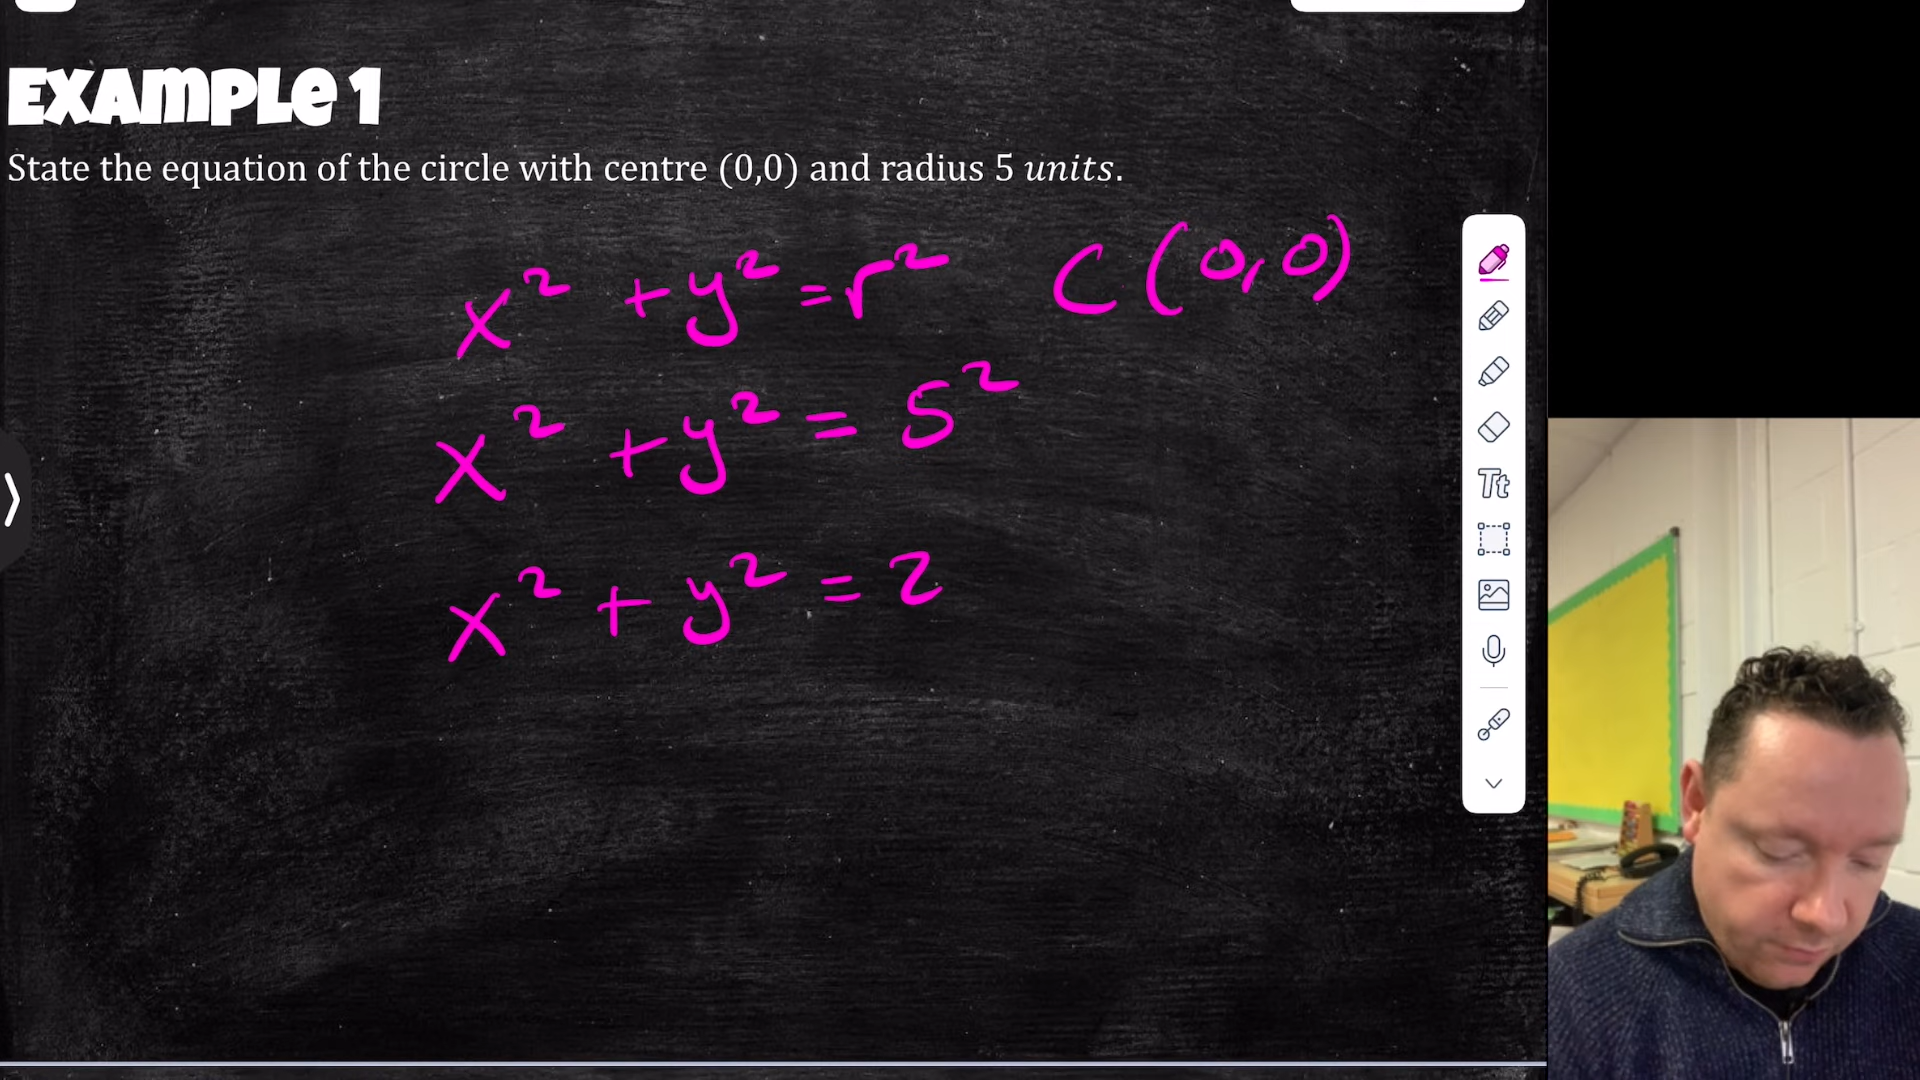 Example 1
State the equation of the circle with centre (0,0) and radius 5 units.
x² + y² = r² C (0,0)
x² + y² = 5²
x² + y² = 2
Tt